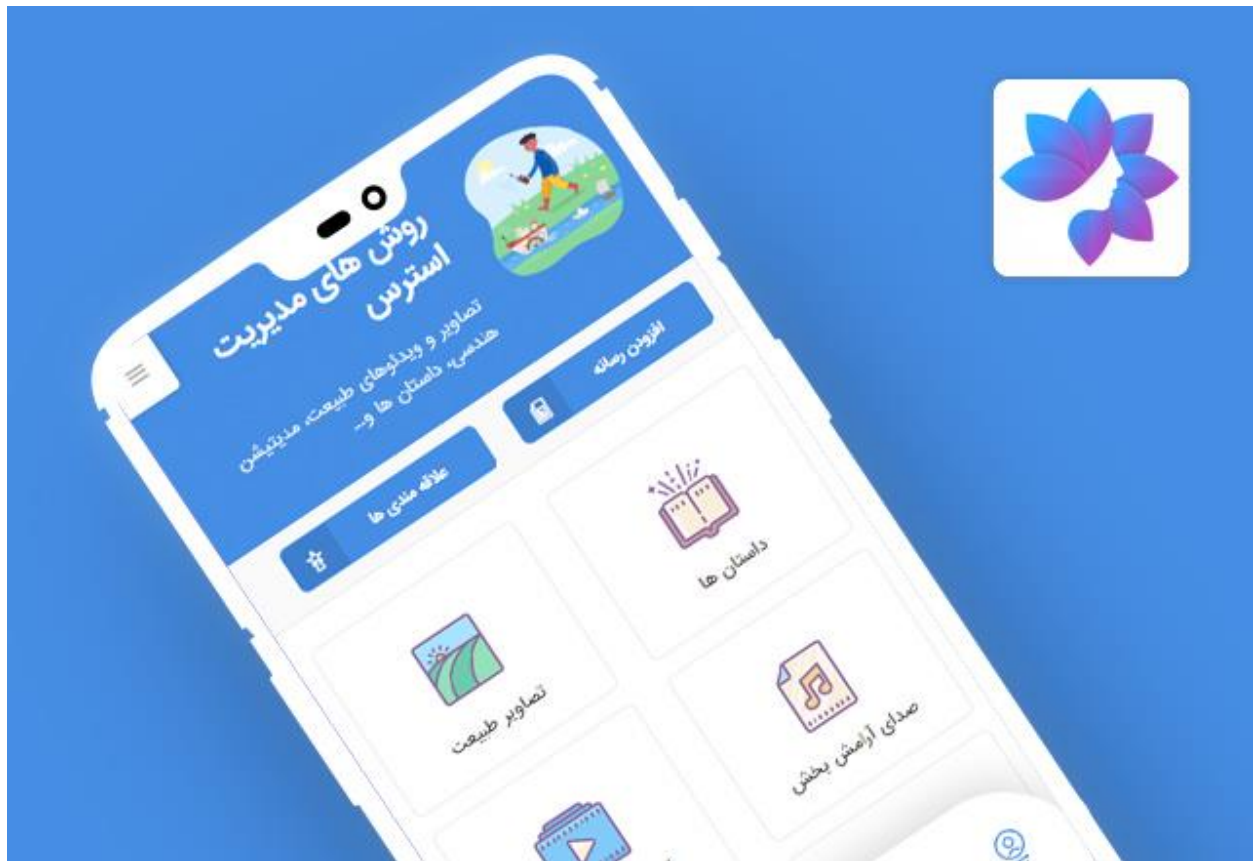 روش های مدیریت
استرس
تصاویر و ویدئوهای طبیعت، مدیتیشن
هندسی، داستان ها و...
افزودن رسانه
علاقه مندی ها
داستان ها
تصاویر طبیعت
صدای آرامش بخش